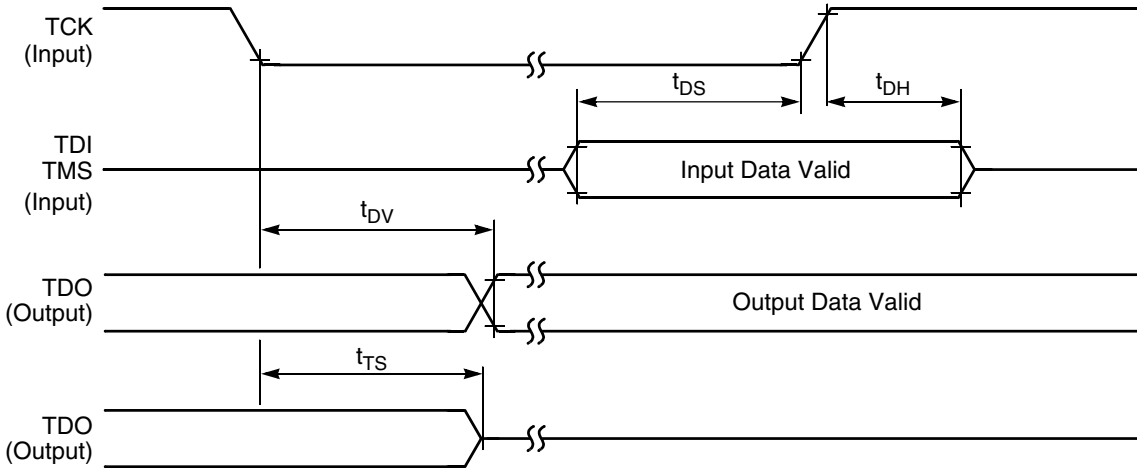 TCK
(Input)
tDS
tDH
TDI
TMS
(Input)
Input Data Valid
tDV
TDO
(Output)
Output Data Valid
tTS
TDO
(Output)